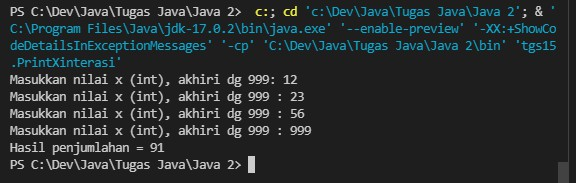 PS C:\Dev\Java\Tugas Java\Java 2>  c:; cd 'c:\Dev\Java\Tugas Java\Java 2'; & '
C:\Program Files\Java\jdk-17.0.2\bin\java.exe' '--enable-preview' '-XX:+ShowCo
deDetailsInExceptionMessages' '-cp' 'C:\Dev\Java\Tugas Java\Java 2\bin' 'tgs15
.PrintXinterasi'
Masukkan nilai x (int), akhiri dg 999: 12
Masukkan nilai x (int), akhiri dg 999 : 23
Masukkan nilai x (int), akhiri dg 999 : 56
Masukkan nilai x (int), akhiri dg 999 : 999
Hasil penjumlahan = 91
PS C:\Dev\Java\Tugas Java\Java 2>